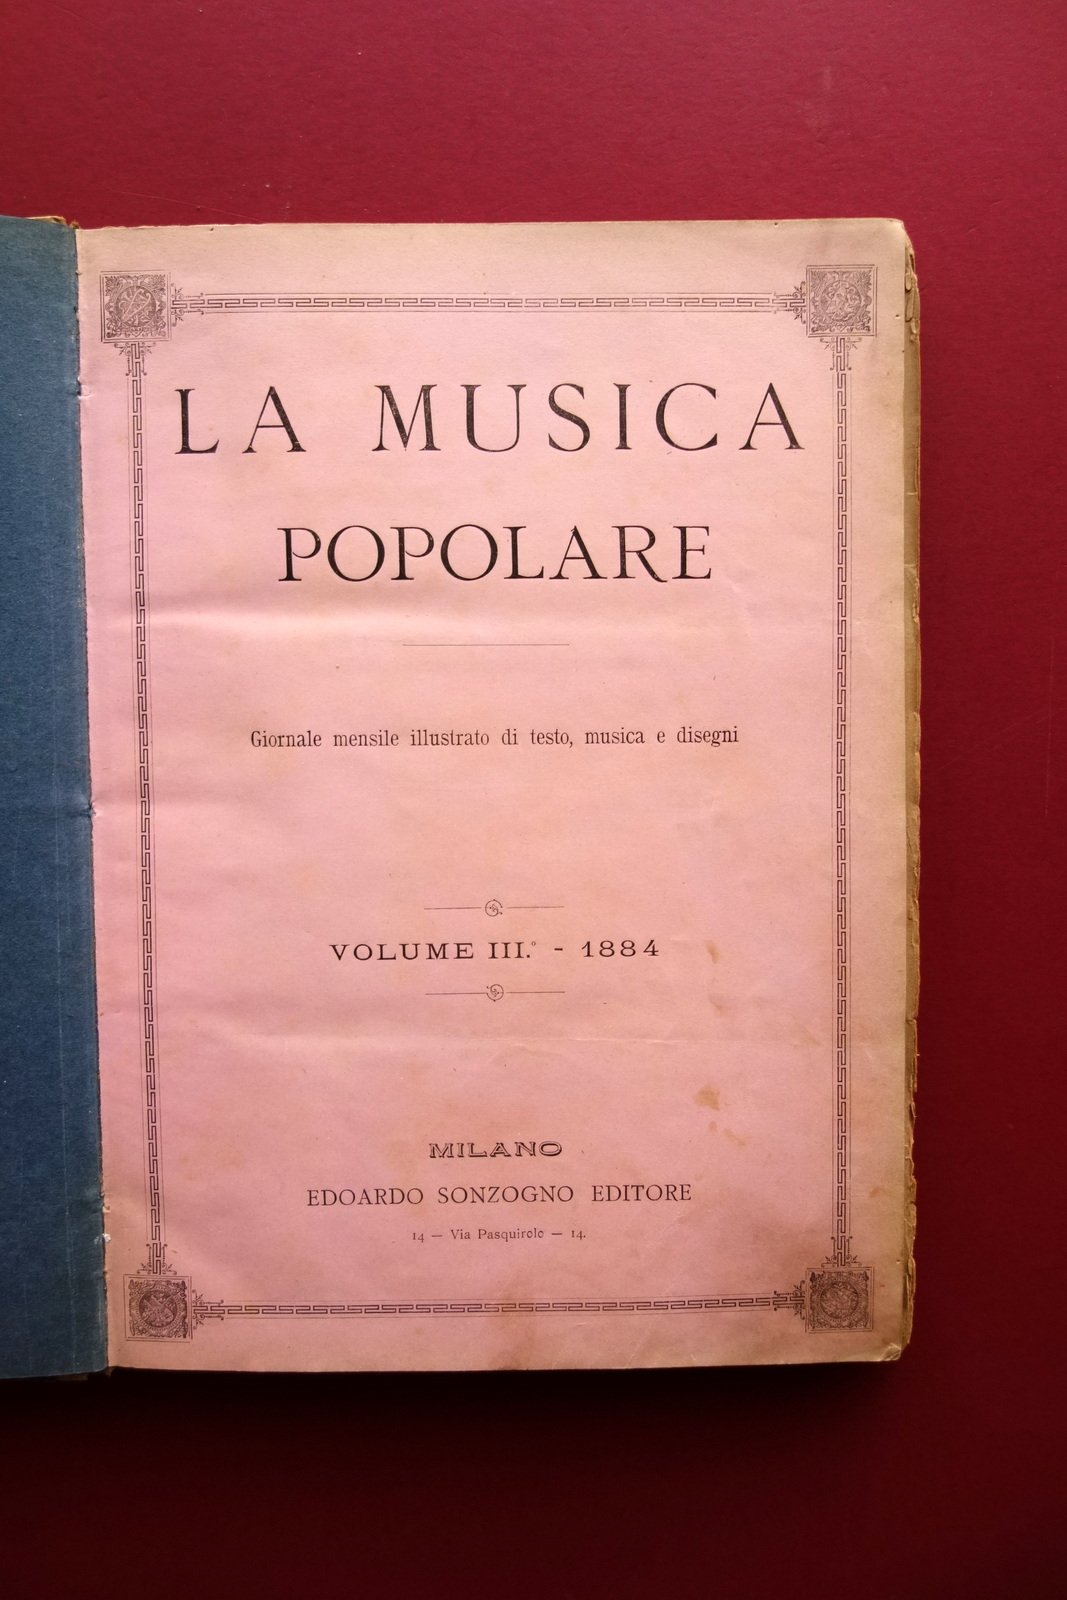 LA MUSICA
POPOLARE
Giornale mensile illustrato di testo, musica e disegni
VOLUME III.° - 1884
MILANO
EDOARDO SONZOGNO EDITORE
14 — Via Pasquirolo — 14.